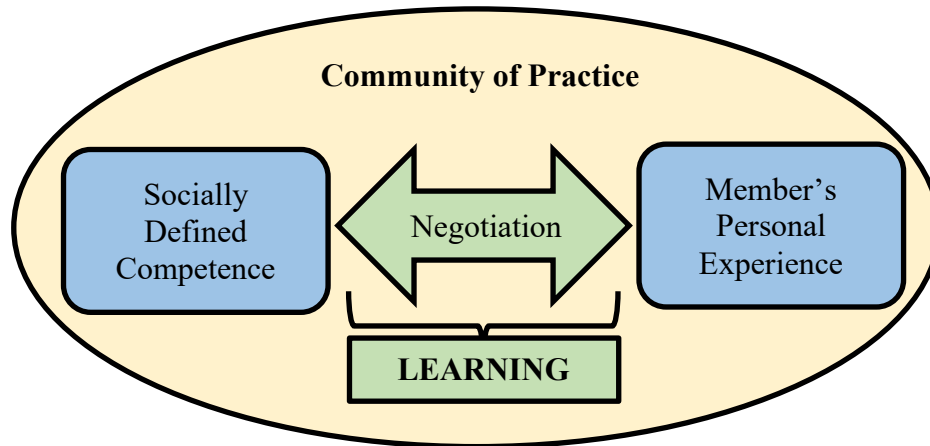 Community of Practice
Socially
Defined
Competence
Negotiation
Member’s
Personal
Experience
LEARNING